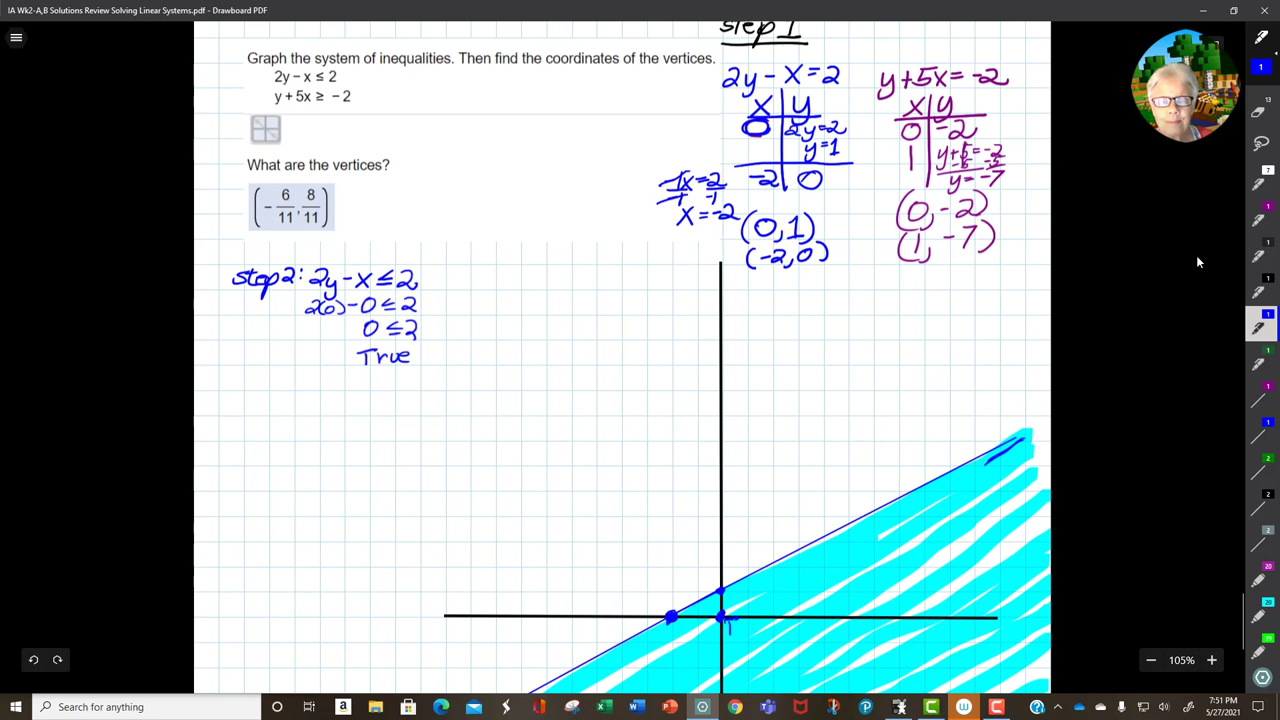 IA Wk2-A,B Solutions Review Solving Linear Systems.pdf - Drawboard PDF
step 1
Graph the system of inequalities. Then find the coordinates of the vertices.
2y − x ≤ 2
y + 5x ≥ − 2
What are the vertices?
(− 6/11, 8/11)
2y - x = 2
x | y
0 | 2y=2
y=1
-2 | 0
-1x = 2
-1 -1
x = -2
(0, 1)
(-2, 0)
y + 5x = -2
x | y
0 | -2
1 | y+5=-2
-5 -5
y = -7
(0, -2)
(1, -7)
step 2: 2y - x ≤ 2
2(0) - 0 ≤ 2
0 ≤ 2
True
T
105%
Search for anything
7:51 PM
5/27/2021